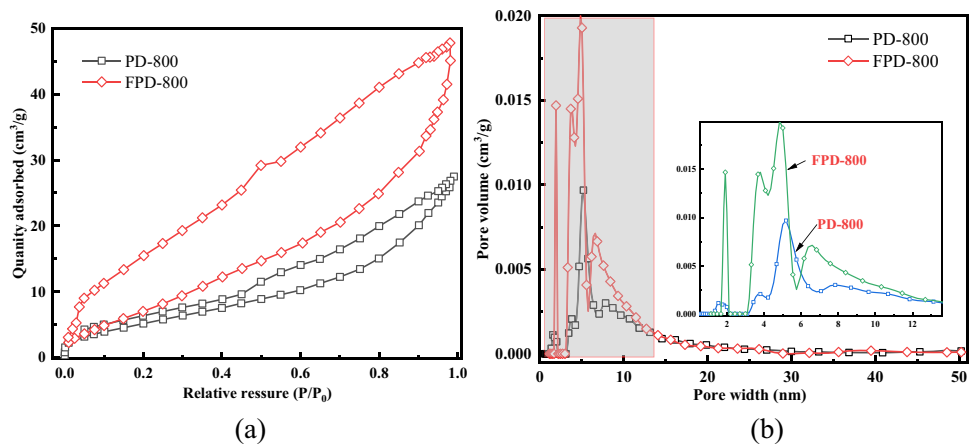 50
40
30
20
10
0
Quanity adsorbed (cm³/g)
PD-800
FPD-800
0.0 0.2 0.4 0.6 0.8 1.0
Relative ressure (P/P₀)
(a)
0.020
0.015
0.010
0.005
0.000
Pore volume (cm³/g)
PD-800
FPD-800
0.015
0.010
0.005
0.000
FPD-800
PD-800
2 4 6 8 10 12
0 10 20 30 40 50
Pore width (nm)
(b)